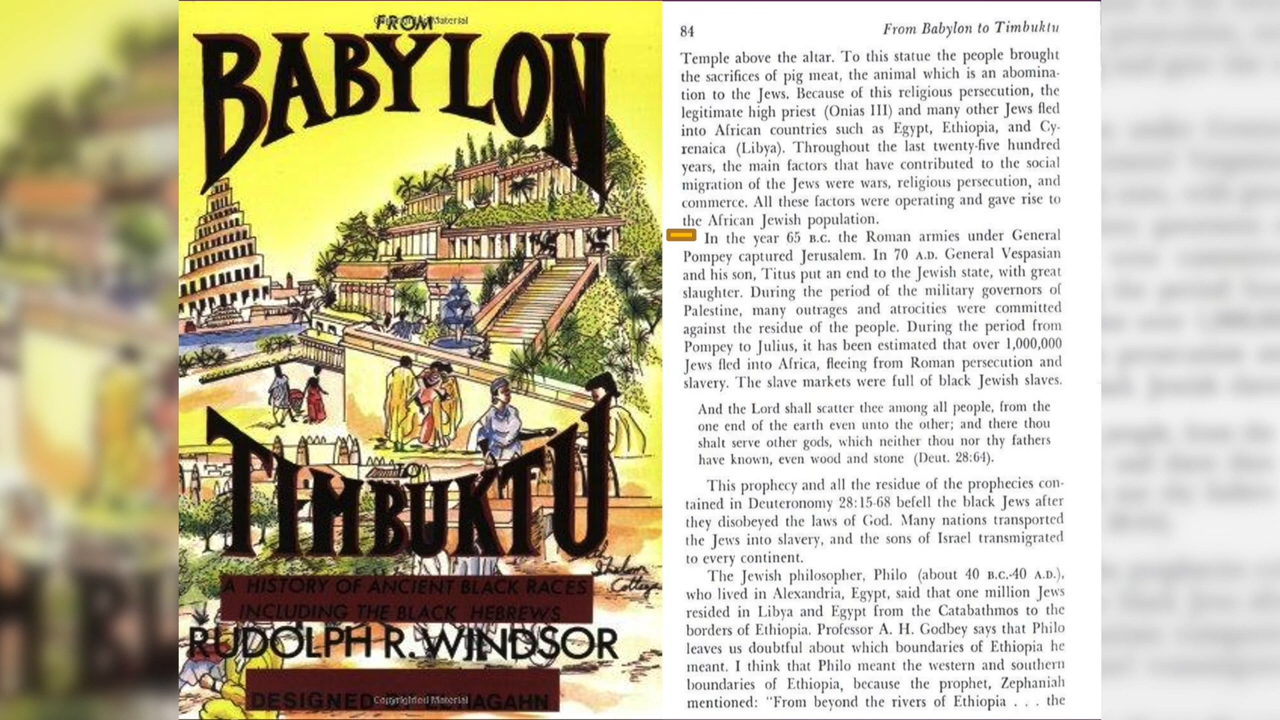 Copyrighted Material
FROM
BABYLON
TO
TIMBUKTU
A HISTORY OF ANCIENT BLACK RACES
INCLUDING THE BLACK HEBREWS
RUDOLPH R. WINDSOR
Copyrighted Material
84 From Babylon to Timbuktu
Temple above the altar. To this statue the people brought
the sacrifices of pig meat, the animal which is an abomina-
tion to the Jews. Because of this religious persecution, the
legitimate high priest (Onias III) and many other Jews fled
into African countries such as Egypt, Ethiopia, and Cy-
renaica (Libya). Throughout the last twenty-five hundred
years, the main factors that have contributed to the social
migration of the Jews were wars, religious persecution, and
commerce. All these factors were operating and gave rise to
the African Jewish population.
In the year 65 B.C. the Roman armies under General
Pompey captured Jerusalem. In 70 A.D. General Vespasian
and his son, Titus put an end to the Jewish state, with great
slaughter. During the period of the military governors of
Palestine, many outrages and atrocities were committed
against the residue of the people. During the period from
Pompey to Julius, it has been estimated that over 1,000,000
Jews fled into Africa, fleeing from Roman persecution and
slavery. The slave markets were full of black Jewish slaves.
And the Lord shall scatter thee among all people, from the
one end of the earth even unto the other; and there thou
shalt serve other gods, which neither thou nor thy fathers
have known, even wood and stone (Deut. 28:64).
This prophecy and all the residue of the prophecies con-
tained in Deuteronomy 28:15-68 befell the black Jews after
they disobeyed the laws of God. Many nations transported
the Jews into slavery, and the sons of Israel transmigrated
to every continent.
The Jewish philosopher, Philo (about 40 B.C.-40 A.D.),
who lived in Alexandria, Egypt, said that one million Jews
resided in Libya and Egypt from the Catabathmos to the
borders of Ethiopia. Professor A. H. Godbey says that Philo
leaves us doubtful about which boundaries of Ethiopia he
meant. I think that Philo meant the western and southern
boundaries of Ethiopia, because the prophet, Zephaniah
mentioned: “From beyond the rivers of Ethiopia . . . the